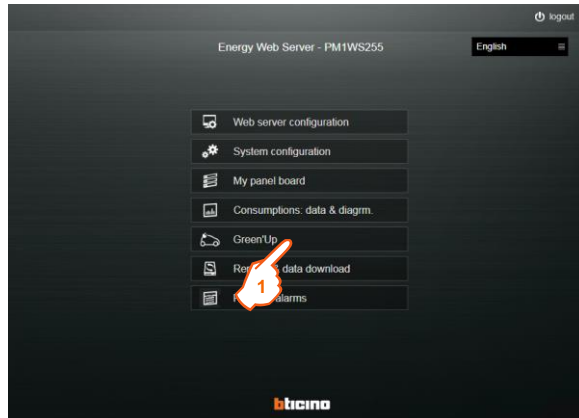 logout
Energy Web Server - PM1WS255
English
Web server configuration
System configuration
My panel board
Consumptions: data & diagrm.
Green'Up
data download
alarms
1
bticino